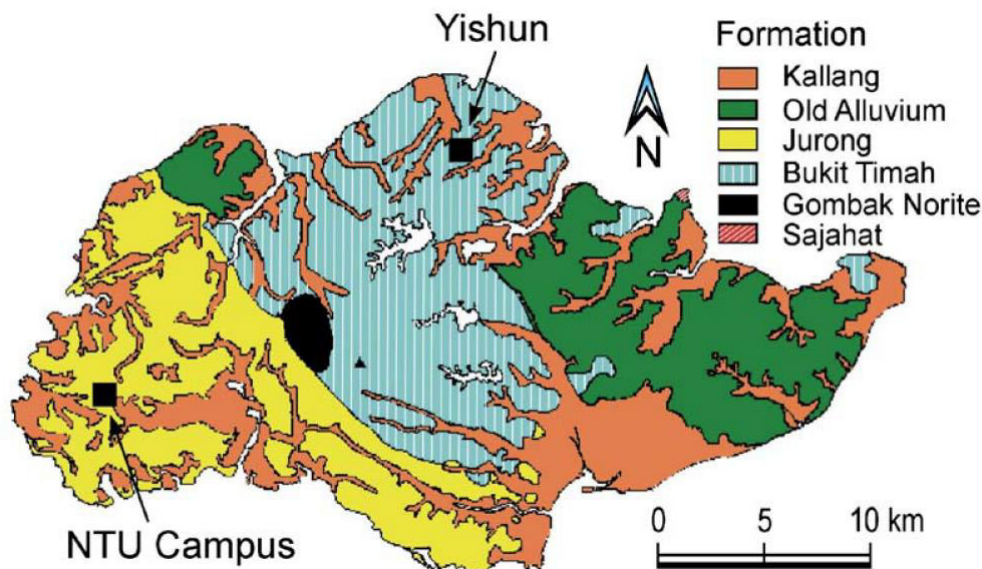 Yishun
Formation
Kallang
Old Alluvium
Jurong
Bukit Timah
Gombak Norite
Sajahat
N
NTU Campus
0 5 10 km